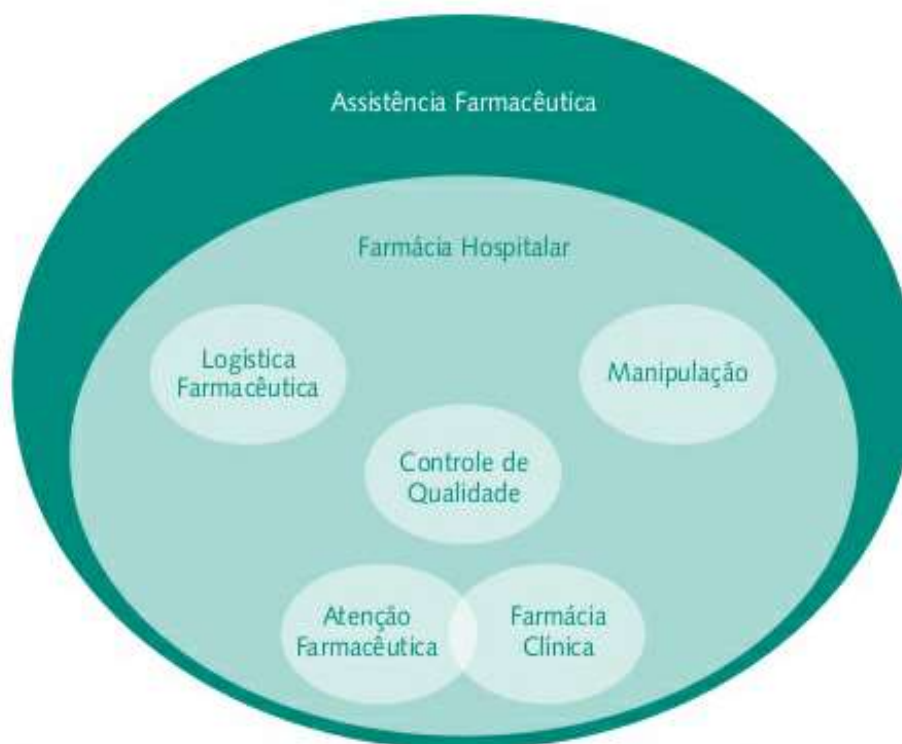 Assistência Farmacêutica
Farmácia Hospitalar
Logística
Farmacêutica
Manipulação
Controle de
Qualidade
Atenção
Farmacêutica
Farmácia
Clínica